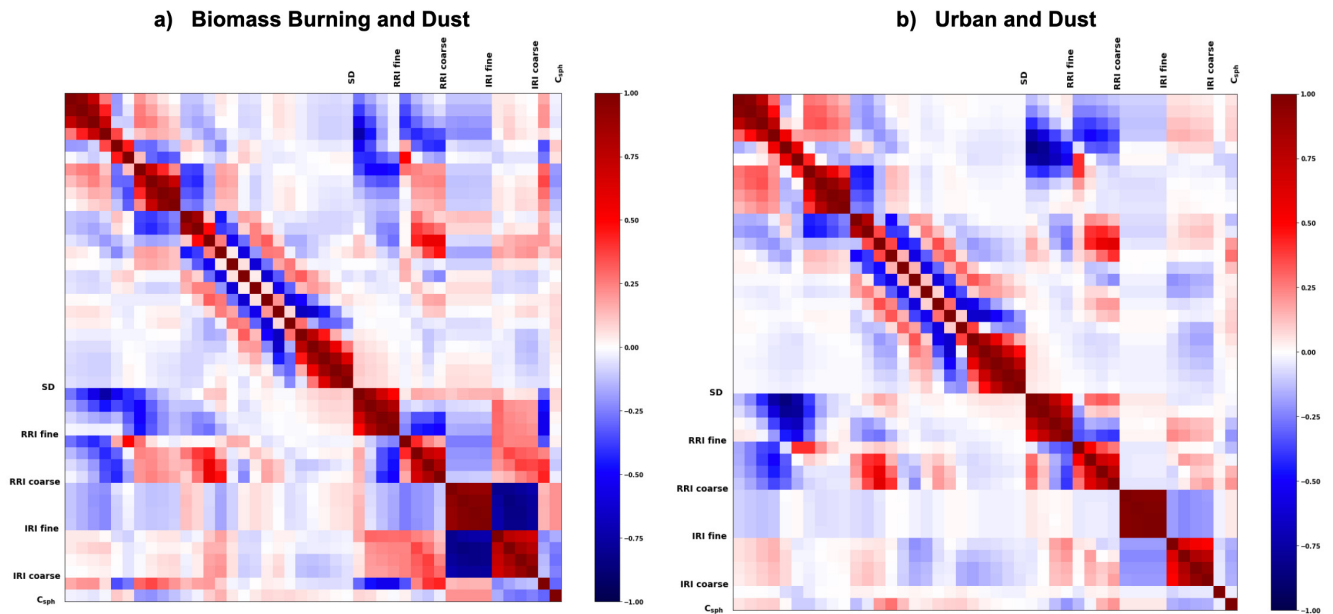 a) Biomass Burning and Dust
SD
RRI fine
RRI coarse
IRI fine
IRI coarse
Csph
SD
RRI fine
RRI coarse
IRI fine
IRI coarse
Csph
1.00
0.75
0.50
0.25
0.00
−0.25
−0.50
−0.75
−1.00
b) Urban and Dust
SD
RRI fine
RRI coarse
IRI fine
IRI coarse
Csph
SD
RRI fine
RRI coarse
IRI fine
IRI coarse
Csph
1.00
0.75
0.50
0.25
0.00
−0.25
−0.50
−0.75
−1.00